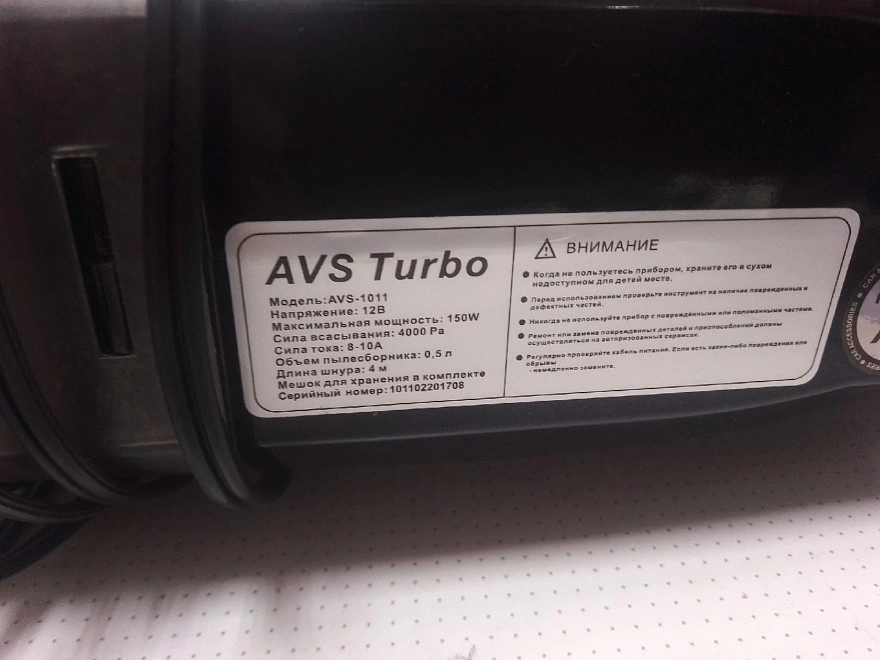 AVS Turbo
Модель:AVS-1011
Напряжение: 12В
Максимальная мощность: 150W
Сила всасывания: 4000 Pa
Сила тока: 8-10А
Объем пылесборника: 0,5 л
Длина шнура: 4 м
Мешок для хранения в комплекте
Серийный номер:101102201708
ВНИМАНИЕ
Когда не пользуетесь прибором, храните его в сухом
недоступном для детей месте.
Перед использованием проверьте инструмент на наличие поврежденных и
дефектных частей.
Никогда не используйте прибор с повреждёнными или поломанными частями.
Ремонт или замена поврежденных деталей и приспособлений должны
осуществляться на авторизованных сервисах.
Регулярно проверяйте кабель питания. Если есть какие-либо повреждения или
обрывы
- немедленно замените.
CAR ACCESSORIES